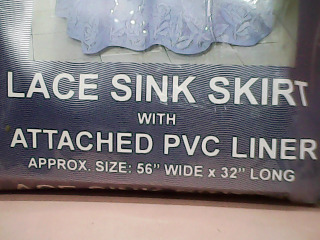 LACE SINK SKIRT
WITH
ATTACHED PVC LINER
APPROX. SIZE: 56" WIDE x 32" LONG